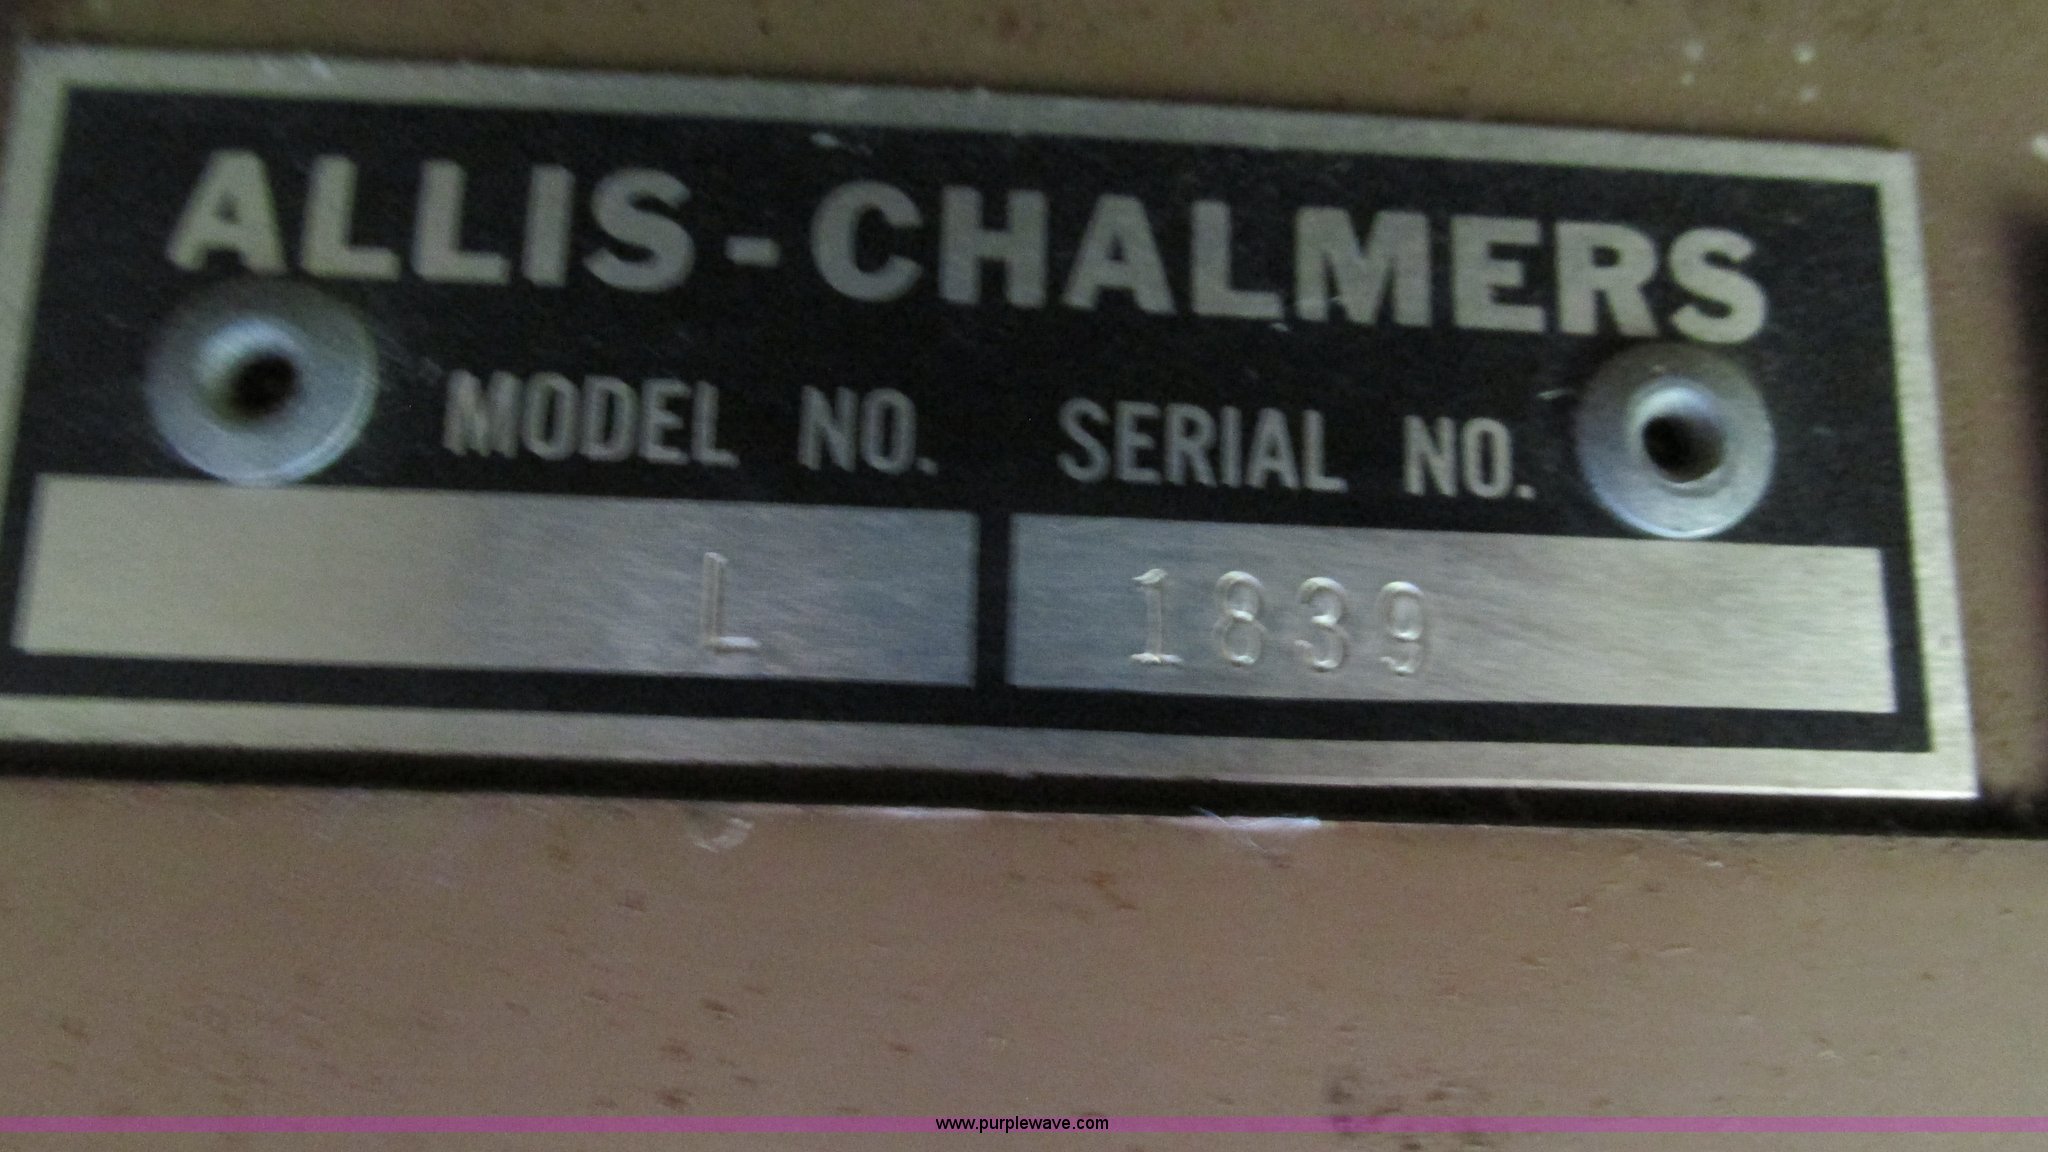 ALLIS-CHALMERS
MODEL NO. SERIAL NO.
L 1839
www.purplewave.com